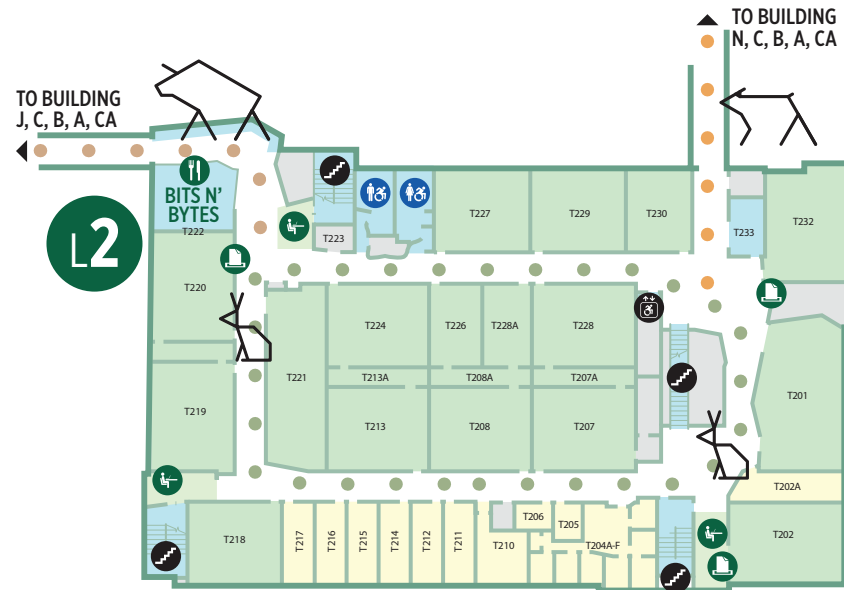 TO BUILDING
N, C, B, A, CA
TO BUILDING
J, C, B, A, CA
BITS N'
BYTES
T222
L2
T223
T227
T229
T230
T233
T232
T220
T224
T226
T228A
T228
T221
T213A
T208A
T207A
T219
T213
T208
T207
T201
T202A
T218
T217
T216
T215
T214
T212
T211
T210
T206
T205
T204A-F
T202